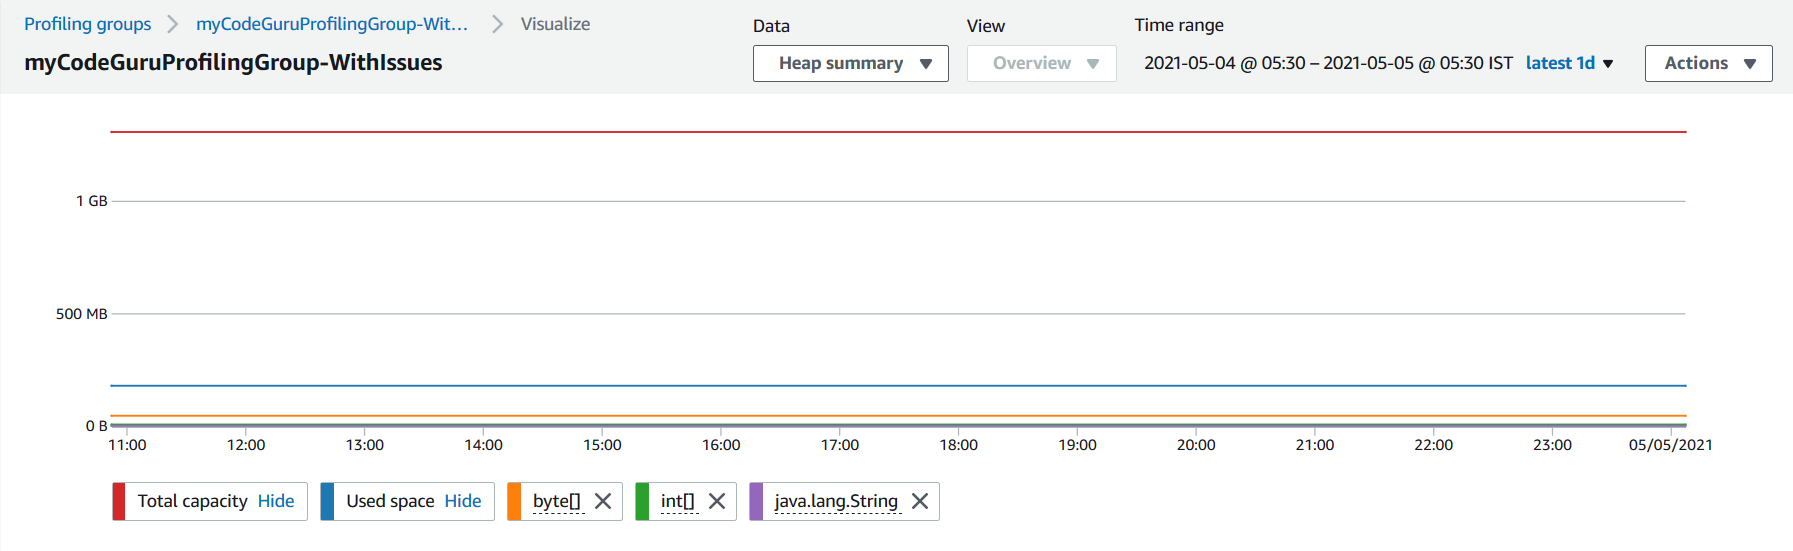 Profiling groups > myCodeGuruProfilingGroup-Wit... > Visualize
myCodeGuruProfilingGroup-WithIssues
Data
Heap summary
View
Overview
Time range
2021-05-04 @ 05:30 – 2021-05-05 @ 05:30 IST latest 1d
Actions
1 GB
500 MB
0 B
11:00 12:00 13:00 14:00 15:00 16:00 17:00 18:00 19:00 20:00 21:00 22:00 23:00 05/05/2021
Total capacity Hide Used space Hide byte[] int[] java.lang.String